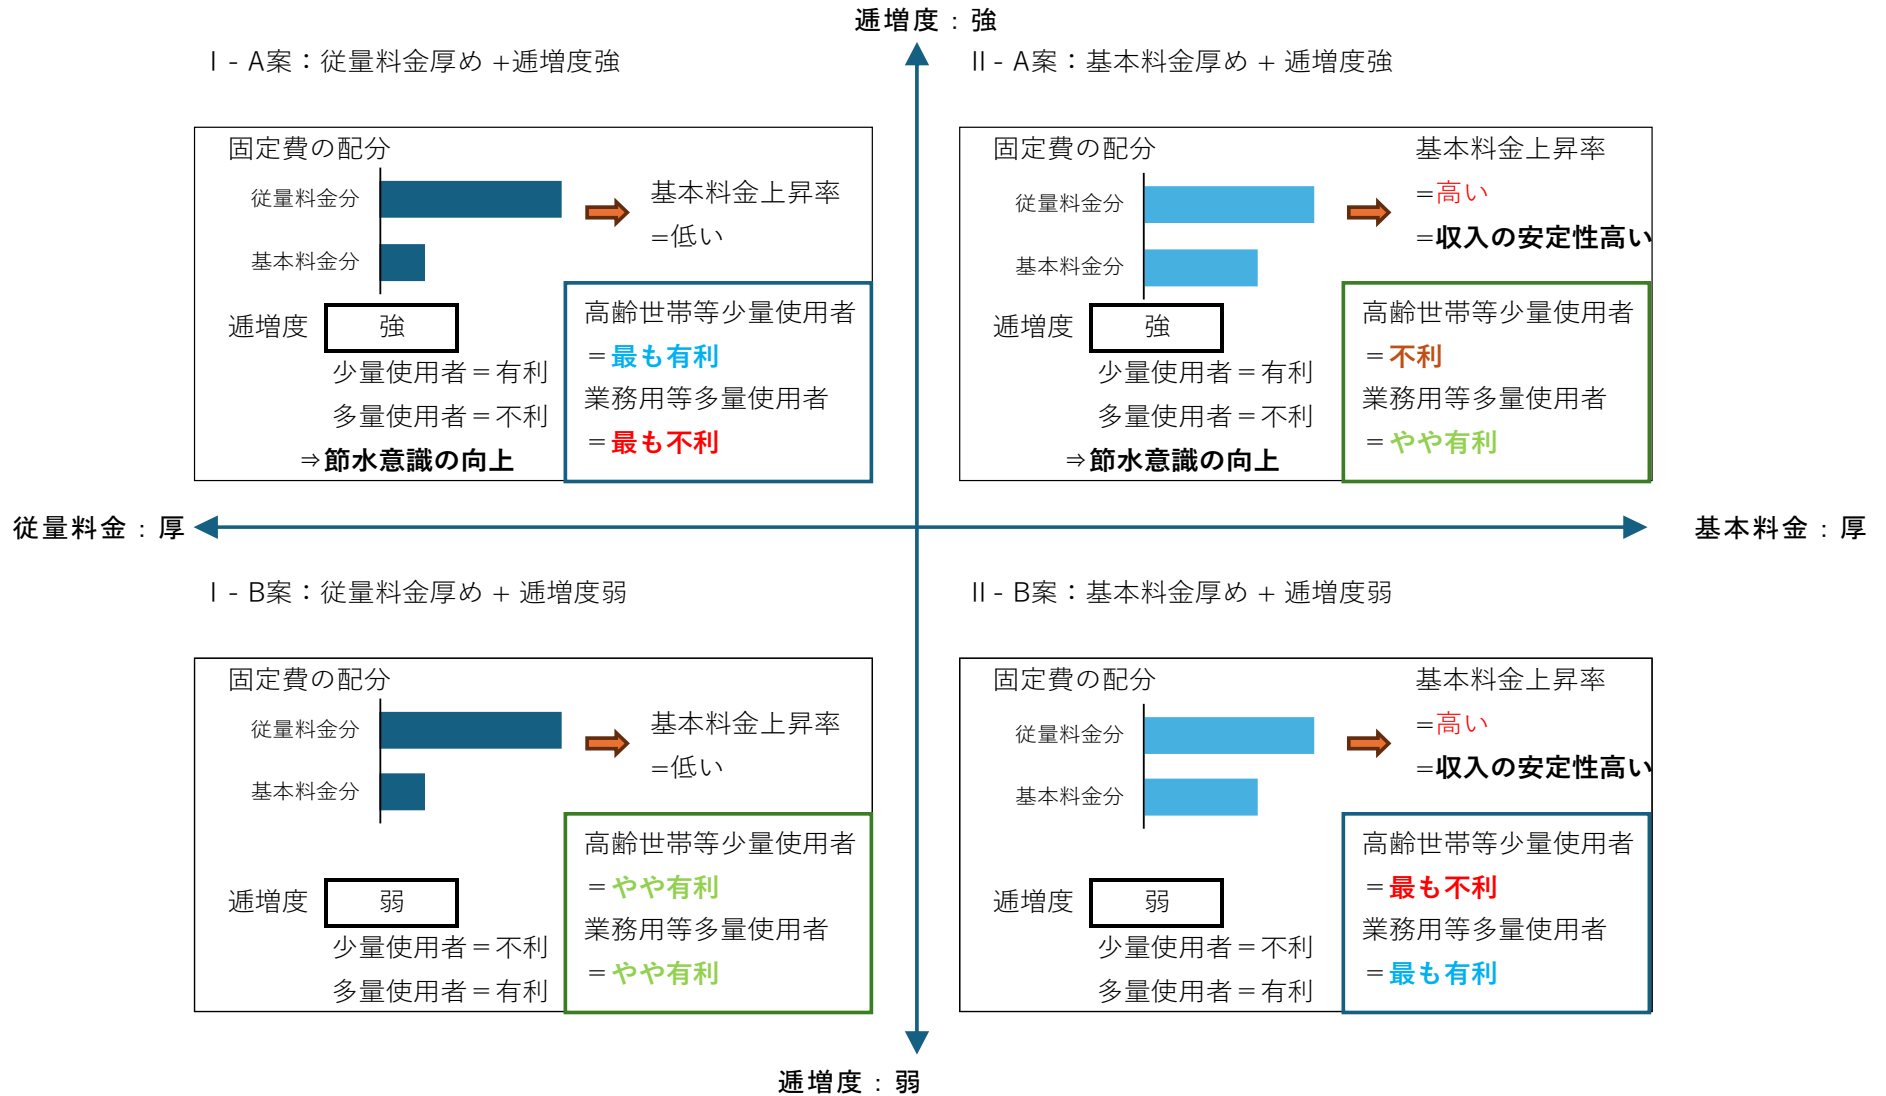 逓増度：強
Ⅰ- A案：従量料金厚め +逓増度強
固定費の配分
従量料金分
基本料金分
基本料金上昇率
=低い
逓増度 強
少量使用者＝有利
多量使用者＝不利
⇒節水意識の向上
高齢世帯等少量使用者
＝最も有利
業務用等多量使用者
＝最も不利
Ⅱ- A案：基本料金厚め + 逓増度強
固定費の配分
従量料金分
基本料金分
基本料金上昇率
=高い
=収入の安定性高い
逓増度 強
少量使用者＝有利
多量使用者＝不利
⇒節水意識の向上
高齢世帯等少量使用者
＝不利
業務用等多量使用者
＝やや有利
従量料金：厚
基本料金：厚
Ⅰ- B案：従量料金厚め + 逓増度弱
固定費の配分
従量料金分
基本料金分
基本料金上昇率
=低い
逓増度 弱
少量使用者＝不利
多量使用者＝有利
高齢世帯等少量使用者
＝やや有利
業務用等多量使用者
＝やや有利
Ⅱ- B案：基本料金厚め + 逓増度弱
固定費の配分
従量料金分
基本料金分
基本料金上昇率
=高い
=収入の安定性高い
逓増度 弱
少量使用者＝不利
多量使用者＝有利
高齢世帯等少量使用者
＝最も不利
業務用等多量使用者
＝最も有利
逓増度：弱